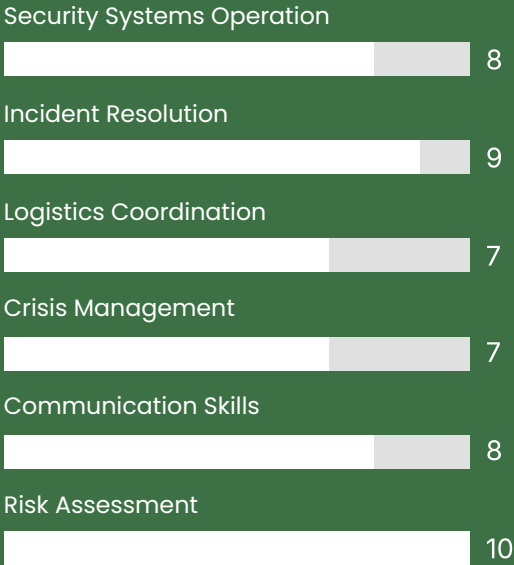 Security Systems Operation
8
Incident Resolution
9
Logistics Coordination
7
Crisis Management
7
Communication Skills
8
Risk Assessment
10